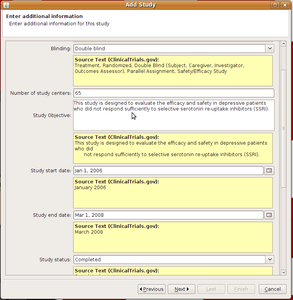 Add Study
Enter additional information
Enter additional information for this study
Blinding: Double blind
Source Text (ClinicalTrials.gov):
Treatment, Randomized, Double Blind (Subject, Caregiver, Investigator,
Outcomes Assessor), Parallel Assignment, Safety/Efficacy Study
Number of study centers: 65
This study is designed to evaluate the efficacy and safety in depressive patients
who did not respond sufficiently to selective serotonin re-uptake inhibitors (SSRI).
Study Objective:
Source Text (ClinicalTrials.gov):
This study is designed to evaluate the efficacy and safety in depressive patients
who did
not respond sufficiently to selective serotonin re-uptake inhibitors (SSRI).
Study start date: Jan 1, 2006
Source Text (ClinicalTrials.gov):
January 2006
Study end date: Mar 1, 2008
Source Text (ClinicalTrials.gov):
March 2008
Study status: Completed
Source Text (ClinicalTrials.gov):
Previous Next Last Finish Cancel